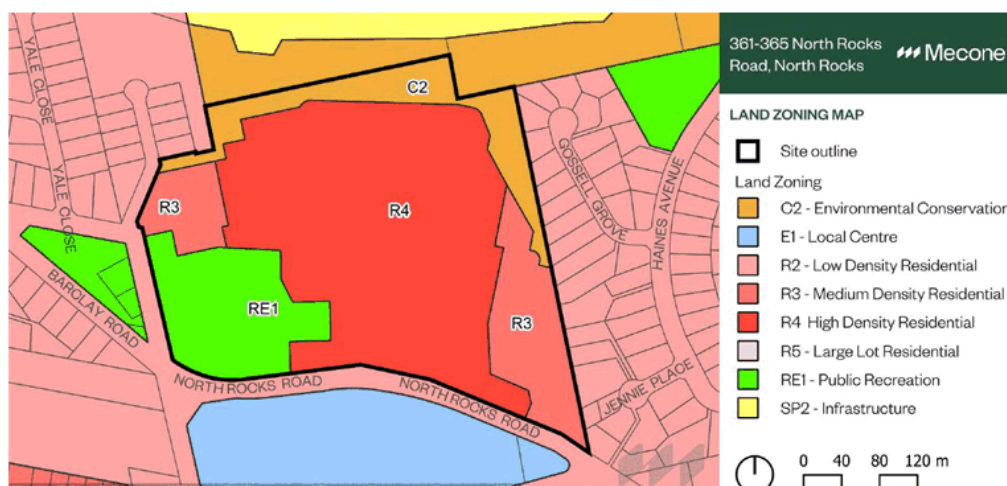 361-365 North Rocks
Road, North Rocks
Mecone
LAND ZONING MAP
Site outline
Land Zoning
C2 - Environmental Conservation
E1 - Local Centre
R2 - Low Density Residential
R3 - Medium Density Residential
R4 High Density Residential
R5 - Large Lot Residential
RE1 - Public Recreation
SP2 - Infrastructure
0 40 80 120 m
YALE CLOSE
YALE CLOSE
BARCLAY ROAD
NORTH ROCKS ROAD
NORTH ROCKS ROAD
GOSSELL GROVE
HAINES AVENUE
JENNIE PLACE
C2
R3
R4
RE1
R3